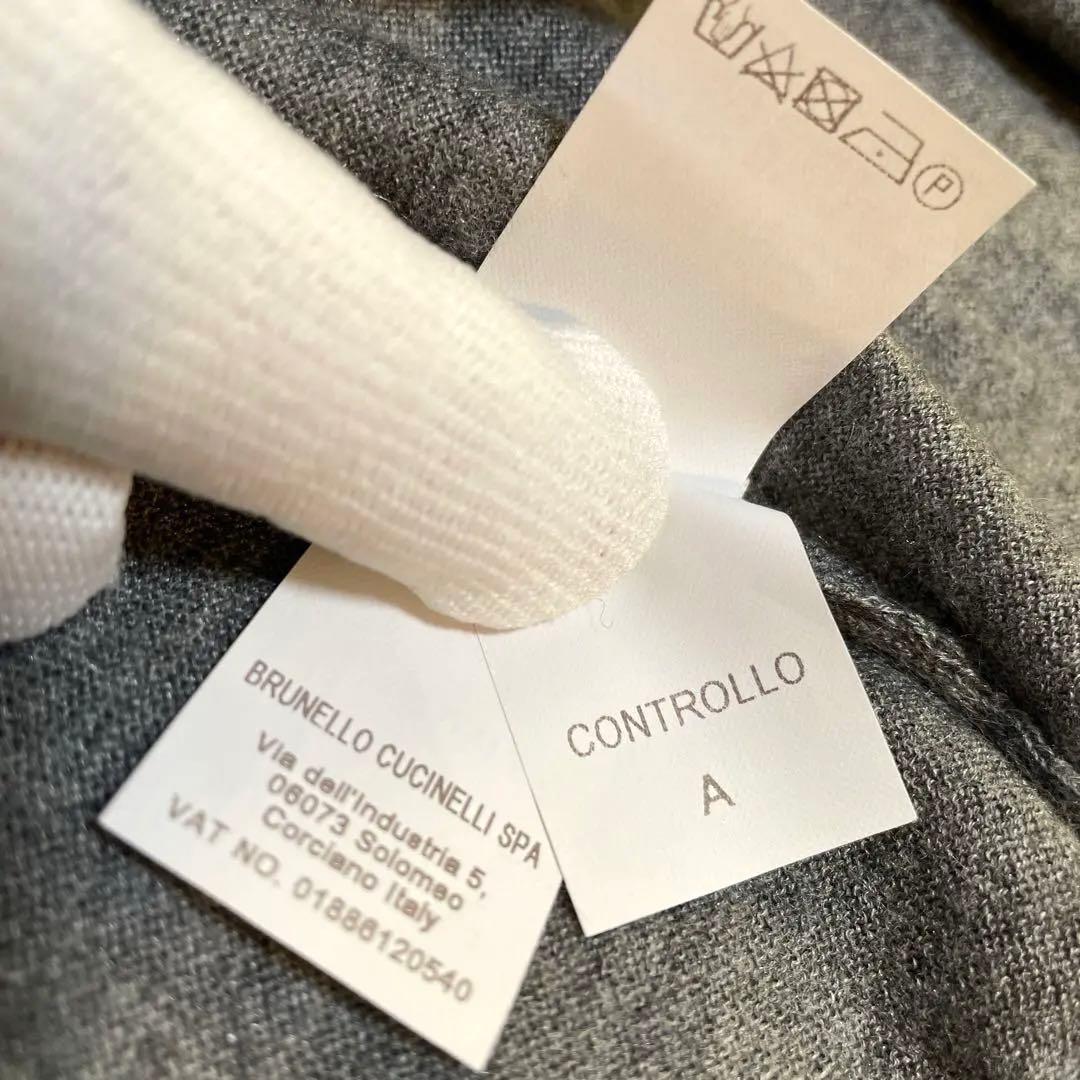 P
BRUNELLO CUCINELLI SPA
Via dell'Industria 5,
06073 Solomeo
Corciano Italy
VAT NO. 01886120540
CONTROLLO
A